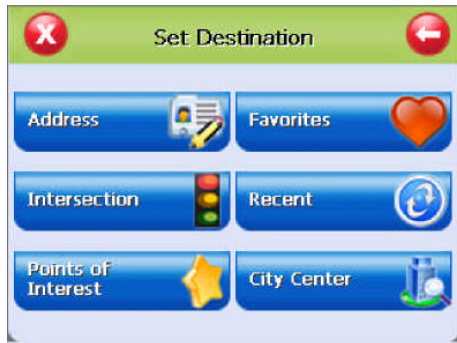 Set Destination
Address
Favorites
Intersection
Recent
Points of
Interest
City Center